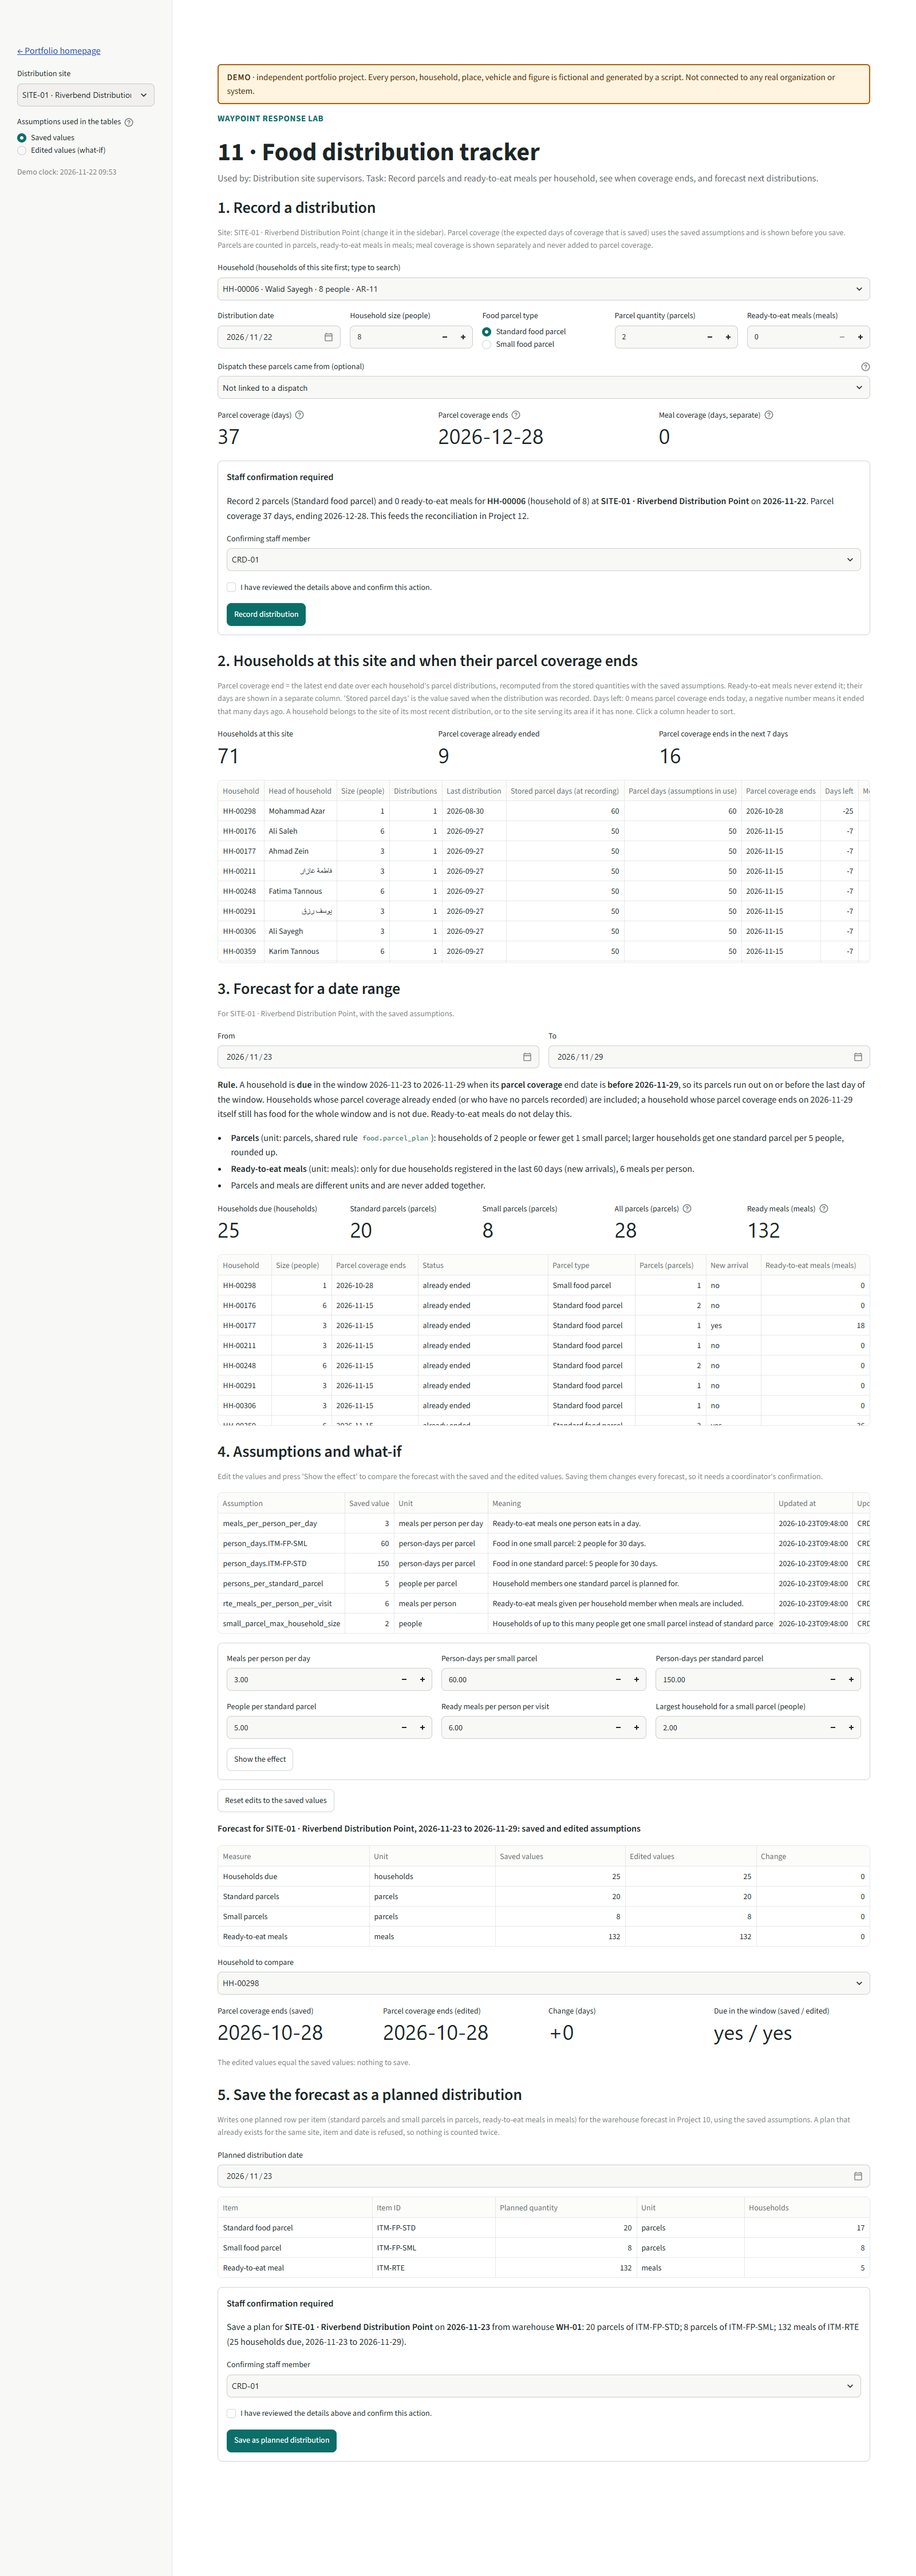 ← Portfolio homepage
Distribution site
SITE-01 · Riverbend Distributio
Assumptions used in the tables
Saved values
Edited values (what-if)
Demo clock: 2026-11-22 09:53
DEMO · independent portfolio project. Every person, household, place, vehicle and figure is fictional and generated by a script. Not connected to any real organization or
system.
WAYPOINT RESPONSE LAB
11 · Food distribution tracker
Used by: Distribution site supervisors. Task: Record parcels and ready-to-eat meals per household, see when coverage ends, and forecast next distributions.
1. Record a distribution
Site: SITE-01 · Riverbend Distribution Point (change it in the sidebar). Parcel coverage (the expected days of coverage that is saved) uses the saved assumptions and is shown before you save.
Parcels are counted in parcels, ready-to-eat meals in meals; meal coverage is shown separately and never added to parcel coverage.
Household (households of this site first; type to search)
HH-00006 · Walid Sayegh · 8 people · AR-11
Distribution date Household size (people) Food parcel type Parcel quantity (parcels) Ready-to-eat meals (meals)
2026/11/22 8 − + Standard food parcel 2 − + 0 − +
Small food parcel
Dispatch these parcels came from (optional)
Not linked to a dispatch
Parcel coverage (days) Parcel coverage ends Meal coverage (days, separate)
37 2026-12-28 0
Staff confirmation required
Record 2 parcels (Standard food parcel) and 0 ready-to-eat meals for HH-00006 (household of 8) at SITE-01 · Riverbend Distribution Point on 2026-11-22. Parcel
coverage 37 days, ending 2026-12-28. This feeds the reconciliation in Project 12.
Confirming staff member
CRD-01
I have reviewed the details above and confirm this action.
Record distribution
2. Households at this site and when their parcel coverage ends
Parcel coverage end = the latest end date over each household's parcel distributions, recomputed from the stored quantities with the saved assumptions. Ready-to-eat meals never extend it; their
days are shown in a separate column. 'Stored parcel days' is the value saved when the distribution was recorded. Days left: 0 means parcel coverage ends today, a negative number means it ended
that many days ago. A household belongs to the site of its most recent distribution, or to the site serving its area if it has none. Click a column header to sort.
Households at this site Parcel coverage already ended Parcel coverage ends in the next 7 days
71 9 16
Household Head of household Size (people) Distributions Last distribution Stored parcel days (at recording) Parcel days (assumptions in use) Parcel coverage ends Days left
HH-00298 Mohammad Azar 1 1 2026-08-30 60 60 2026-10-28 -25
HH-00176 Ali Saleh 6 1 2026-09-27 50 50 2026-11-15 -7
HH-00177 Ahmad Zein 3 1 2026-09-27 50 50 2026-11-15 -7
HH-00211 فاطمة عازار 3 1 2026-09-27 50 50 2026-11-15 -7
HH-00248 Fatima Tannous 6 1 2026-09-27 50 50 2026-11-15 -7
HH-00291 يوسف رزق 3 1 2026-09-27 50 50 2026-11-15 -7
HH-00306 Ali Sayegh 3 1 2026-09-27 50 50 2026-11-15 -7
HH-00359 Karim Tannous 6 1 2026-09-27 50 50 2026-11-15 -7
3. Forecast for a date range
For SITE-01 · Riverbend Distribution Point, with the saved assumptions.
From To
2026/11/23 2026/11/29
Rule. A household is due in the window 2026-11-23 to 2026-11-29 when its parcel coverage end date is before 2026-11-29, so its parcels run out on or before the last day of
the window. Households whose parcel coverage already ended (or who have no parcels recorded) are included; a household whose parcel coverage ends on 2026-11-29
itself still has food for the whole window and is not due. Ready-to-eat meals do not delay this.
• Parcels (unit: parcels, shared rule food.parcel_plan ): households of 2 people or fewer get 1 small parcel; larger households get one standard parcel per 5 people,
rounded up.
• Ready-to-eat meals (unit: meals): only for due households registered in the last 60 days (new arrivals), 6 meals per person.
• Parcels and meals are different units and are never added together.
Households due (households) Standard parcels (parcels) Small parcels (parcels) All parcels (parcels) Ready meals (meals)
25 20 8 28 132
Household Size (people) Parcel coverage ends Status Parcel type Parcels (parcels) New arrival Ready-to-eat meals (meals)
HH-00298 1 2026-10-28 already ended Small food parcel 1 no 0
HH-00176 6 2026-11-15 already ended Standard food parcel 2 no 0
HH-00177 3 2026-11-15 already ended Standard food parcel 1 yes 18
HH-00211 3 2026-11-15 already ended Standard food parcel 1 no 0
HH-00248 6 2026-11-15 already ended Standard food parcel 2 no 0
HH-00291 3 2026-11-15 already ended Standard food parcel 1 no 0
HH-00306 3 2026-11-15 already ended Standard food parcel 1 no 0
4. Assumptions and what-if
Edit the values and press 'Show the effect' to compare the forecast with the saved and the edited values. Saving them changes every forecast, so it needs a coordinator's confirmation.
Assumption Saved value Unit Meaning Updated at
meals_per_person_per_day 3 meals per person per day Ready-to-eat meals one person eats in a day. 2026-10-23T09:48:00
person_days.ITM-FP-SML 60 person-days per parcel Food in one small parcel: 2 people for 30 days. 2026-10-23T09:48:00
person_days.ITM-FP-STD 150 person-days per parcel Food in one standard parcel: 5 people for 30 days. 2026-10-23T09:48:00
persons_per_standard_parcel 5 people per parcel Household members one standard parcel is planned for. 2026-10-23T09:48:00
rte_meals_per_person_per_visit 6 meals per person Ready-to-eat meals given per household member when meals are included. 2026-10-23T09:48:00
small_parcel_max_household_size 2 people Households of up to this many people get one small parcel instead of standard parce 2026-10-23T09:48:00
Meals per person per day Person-days per small parcel Person-days per standard parcel
3.00 − + 60.00 − + 150.00 − +
People per standard parcel Ready meals per person per visit Largest household for a small parcel (people)
5.00 − + 6.00 − + 2.00 − +
Show the effect
Reset edits to the saved values
Forecast for SITE-01 · Riverbend Distribution Point, 2026-11-23 to 2026-11-29: saved and edited assumptions
Measure Unit Saved values Edited values Change
Households due households 25 25 0
Standard parcels parcels 20 20 0
Small parcels parcels 8 8 0
Ready-to-eat meals meals 132 132 0
Household to compare
HH-00298
Parcel coverage ends (saved) Parcel coverage ends (edited) Change (days) Due in the window (saved / edited)
2026-10-28 2026-10-28 +0 yes / yes
The edited values equal the saved values: nothing to save.
5. Save the forecast as a planned distribution
Writes one planned row per item (standard parcels and small parcels in parcels, ready-to-eat meals in meals) for the warehouse forecast in Project 10, using the saved assumptions. A plan that
already exists for the same site, item and date is refused, so nothing is counted twice.
Planned distribution date
2026/11/23
Item Item ID Planned quantity Unit Households
Standard food parcel ITM-FP-STD 20 parcels 17
Small food parcel ITM-FP-SML 8 parcels 8
Ready-to-eat meal ITM-RTE 132 meals 5
Staff confirmation required
Save a plan for SITE-01 · Riverbend Distribution Point on 2026-11-23 from warehouse WH-01: 20 parcels of ITM-FP-STD; 8 parcels of ITM-FP-SML; 132 meals of ITM-RTE
(25 households due, 2026-11-23 to 2026-11-29).
Confirming staff member
CRD-01
I have reviewed the details above and confirm this action.
Save as planned distribution